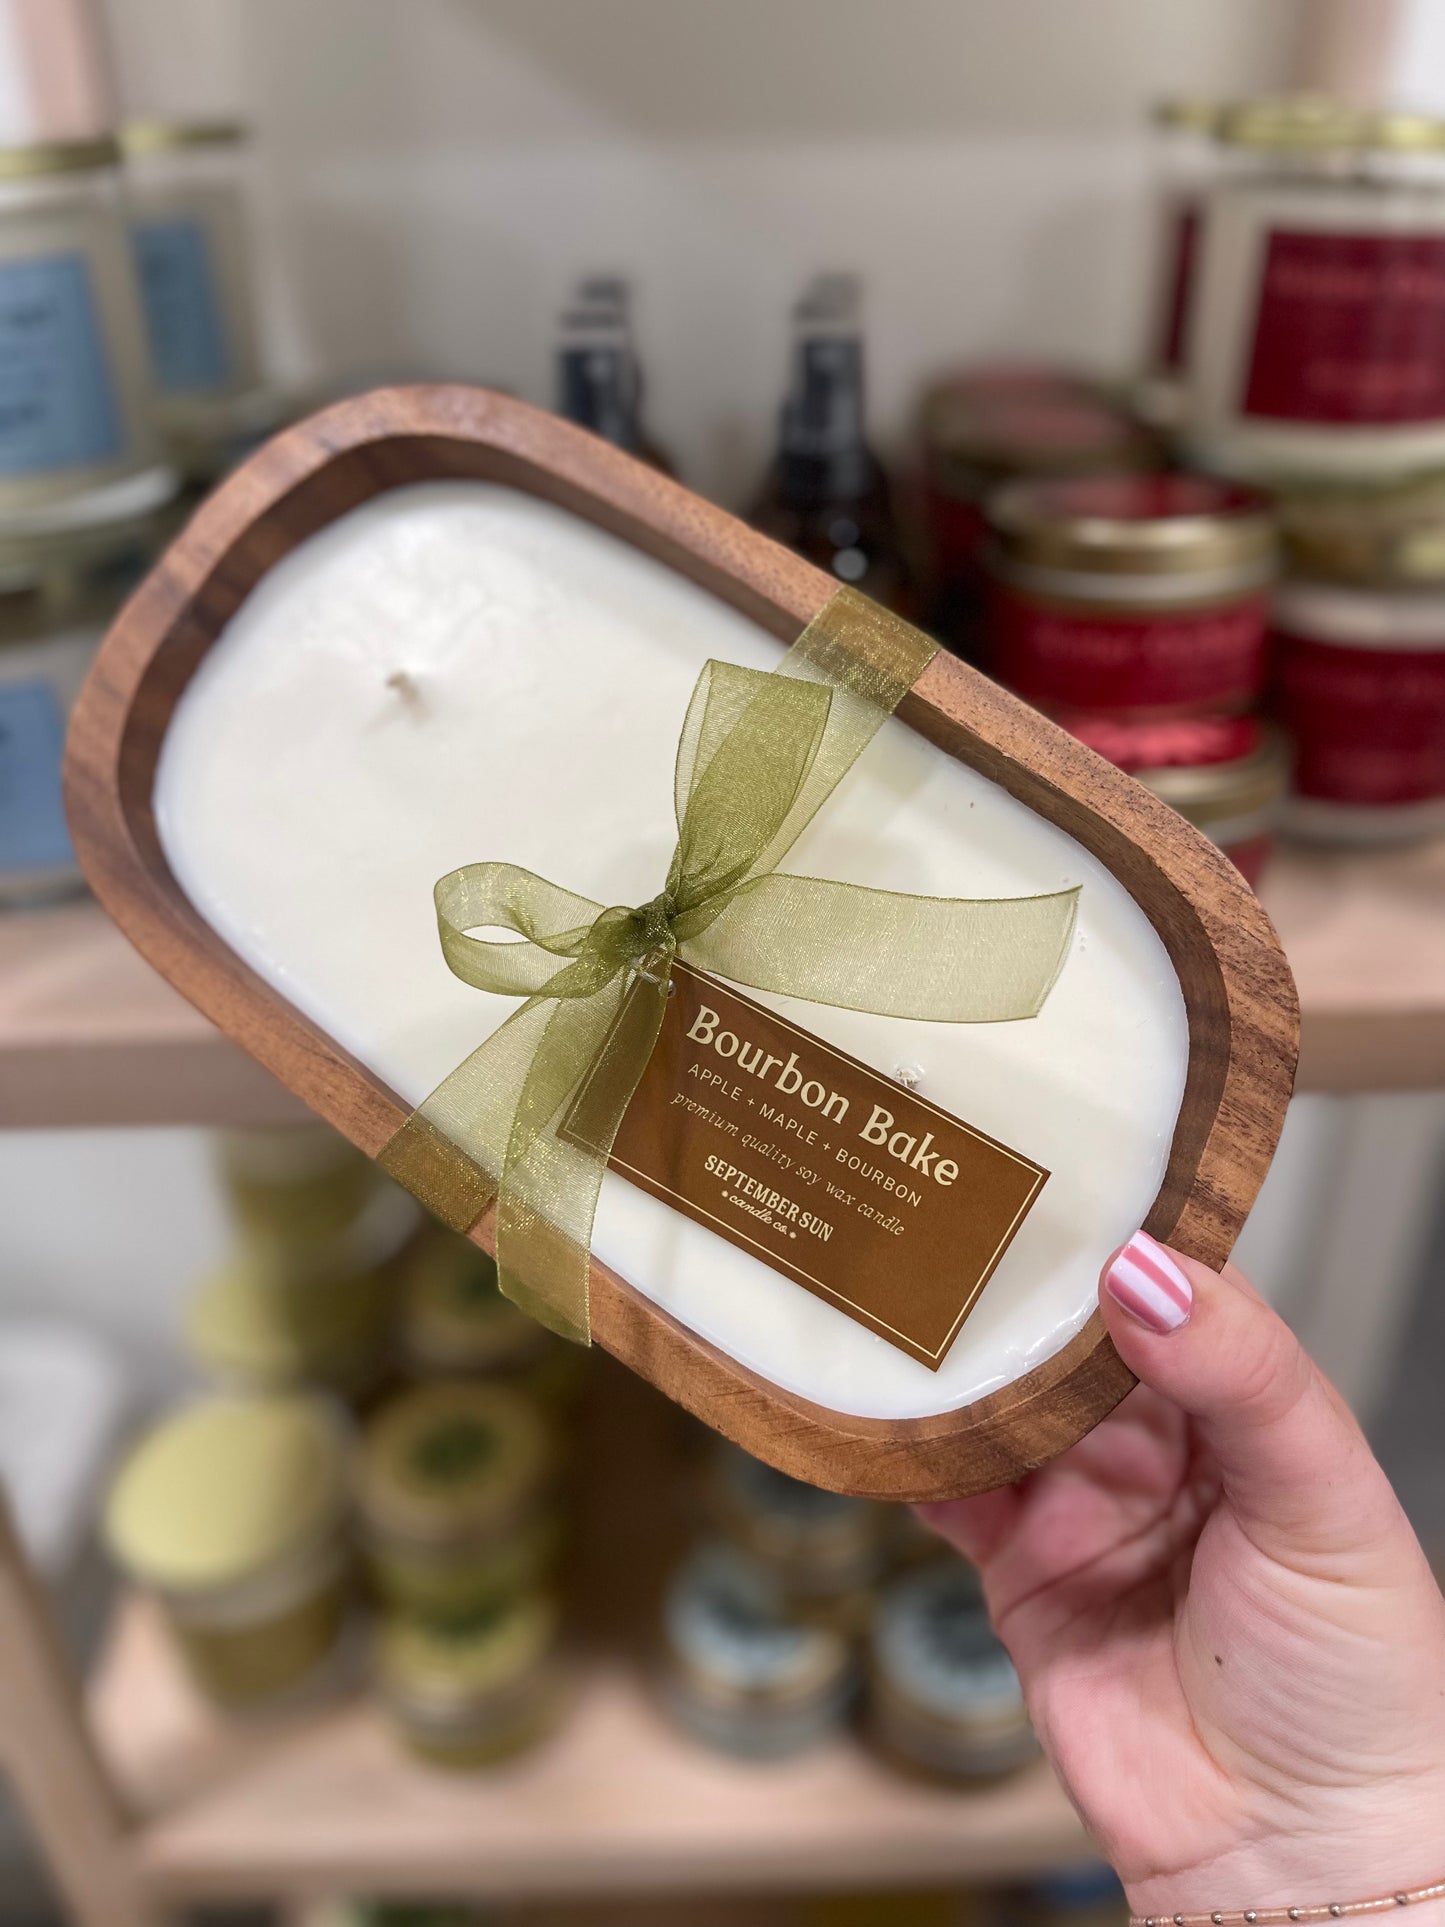 Bourbon Bake
APPLE + MAPLE + BOURBON
premium quality soy wax candle
SEPTEMBER SUN
candle co.